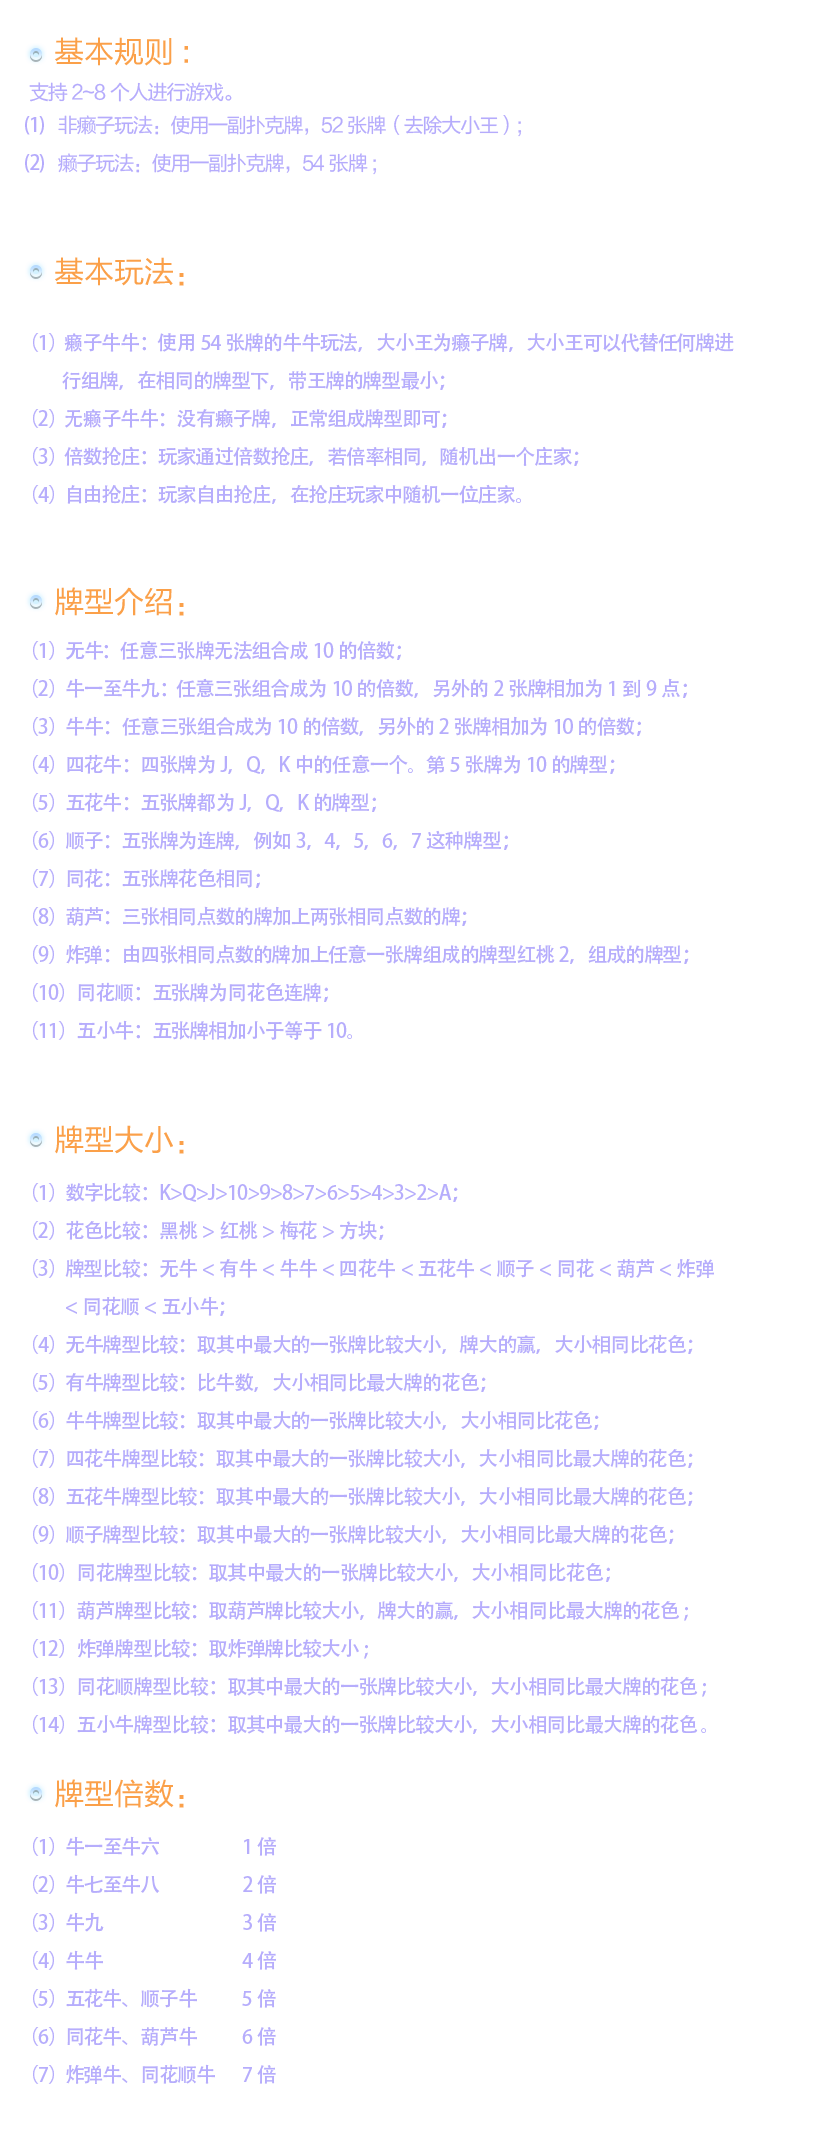 基本规则：
支持 2~8 个人进行游戏。
(1) 非癞子玩法：使用一副扑克牌，52 张牌（去除大小王）;
(2) 癞子玩法：使用一副扑克牌，54 张牌；
基本玩法：
（1）癞子牛牛：使用 54 张牌的牛牛玩法，大小王为癞子牌，大小王可以代替任何牌进
行组牌，在相同的牌型下，带王牌的牌型最小；
（2）无癞子牛牛：没有癞子牌，正常组成牌型即可；
（3）倍数抢庄：玩家通过倍数抢庄，若倍率相同，随机出一个庄家；
（4）自由抢庄：玩家自由抢庄，在抢庄玩家中随机一位庄家。
牌型介绍：
（1）无牛：任意三张牌无法组合成 10 的倍数；
（2）牛一至牛九：任意三张组合成为 10 的倍数，另外的 2 张牌相加为 1 到 9 点；
（3）牛牛：任意三张组合成为 10 的倍数，另外的 2 张牌相加为 10 的倍数；
（4）四花牛：四张牌为 J，Q，K 中的任意一个。第 5 张牌为 10 的牌型；
（5）五花牛：五张牌都为 J，Q，K 的牌型；
（6）顺子：五张牌为连牌，例如 3，4，5，6，7 这种牌型；
（7）同花：五张牌花色相同；
（8）葫芦：三张相同点数的牌加上两张相同点数的牌；
（9）炸弹：由四张相同点数的牌加上任意一张牌组成的牌型红桃 2，组成的牌型；
（10）同花顺：五张牌为同花色连牌；
（11）五小牛：五张牌相加小于等于 10。
牌型大小：
（1）数字比较：K>Q>J>10>9>8>7>6>5>4>3>2>A；
（2）花色比较：黑桃 > 红桃 > 梅花 > 方块；
（3）牌型比较：无牛 < 有牛 < 牛牛 < 四花牛 < 五花牛 < 顺子 < 同花 < 葫芦 < 炸弹
< 同花顺 < 五小牛；
（4）无牛牌型比较：取其中最大的一张牌比较大小，牌大的赢，大小相同比花色；
（5）有牛牌型比较：比牛数，大小相同比最大牌的花色；
（6）牛牛牌型比较：取其中最大的一张牌比较大小，大小相同比花色；
（7）四花牛牌型比较：取其中最大的一张牌比较大小，大小相同比最大牌的花色；
（8）五花牛牌型比较：取其中最大的一张牌比较大小，大小相同比最大牌的花色；
（9）顺子牌型比较：取其中最大的一张牌比较大小，大小相同比最大牌的花色；
（10）同花牌型比较：取其中最大的一张牌比较大小，大小相同比花色；
（11）葫芦牌型比较：取葫芦牌比较大小，牌大的赢，大小相同比最大牌的花色；
（12）炸弹牌型比较：取炸弹牌比较大小；
（13）同花顺牌型比较：取其中最大的一张牌比较大小，大小相同比最大牌的花色；
（14）五小牛牌型比较：取其中最大的一张牌比较大小，大小相同比最大牌的花色。
牌型倍数：
（1）牛一至牛六 1 倍
（2）牛七至牛八 2 倍
（3）牛九 3 倍
（4）牛牛 4 倍
（5）五花牛、顺子牛 5 倍
（6）同花牛、葫芦牛 6 倍
（7）炸弹牛、同花顺牛 7 倍